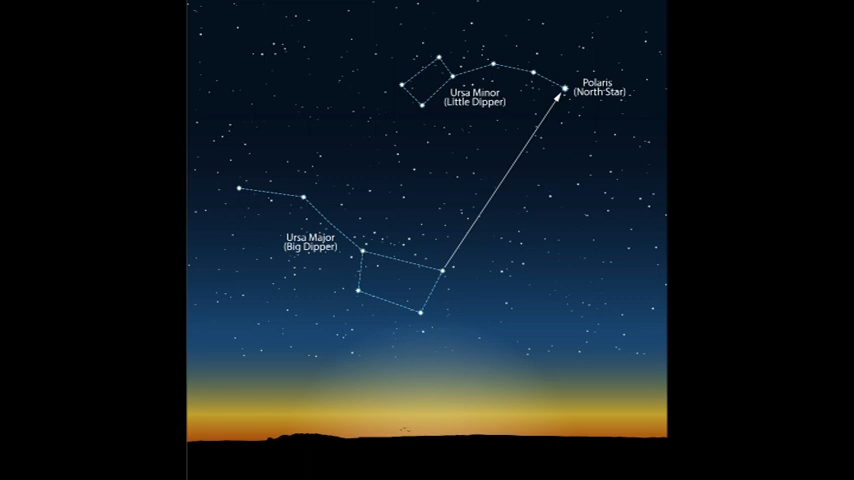 Polaris
(North Star)
Ursa Minor
(Little Dipper)
Ursa Major
(Big Dipper)